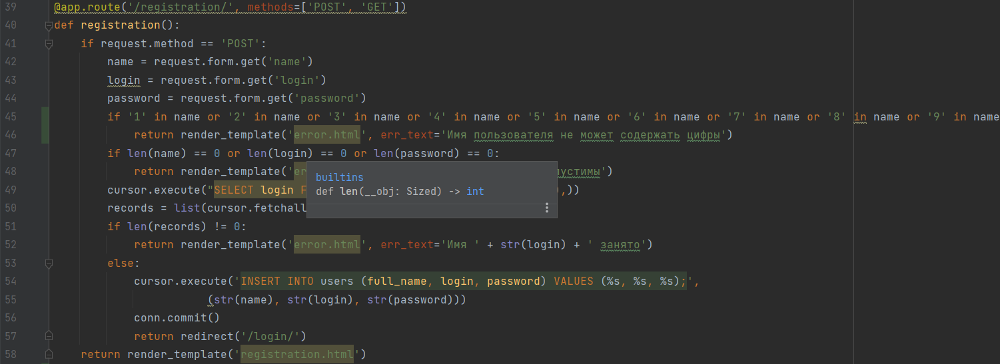 39 @app.route('/registration/', methods=['POST', 'GET'])
40 def registration():
41 if request.method == 'POST':
42 name = request.form.get('name')
43 login = request.form.get('login')
44 password = request.form.get('password')
45 if '1' in name or '2' in name or '3' in name or '4' in name or '5' in name or '6' in name or '7' in name or '8' in name or '9' in name
46 return render_template('error.html', err_text='Имя пользователя не может содержать цифры')
47 if len(name) == 0 or len(login) == 0 or len(password) == 0:
48 return render_template('er пустимы')
49 cursor.execute("SELECT login F ,))
50 records = list(cursor.fetchall
builtins
def len(__obj: Sized) -> int
51 if len(records) != 0:
52 return render_template('error.html', err_text='Имя ' + str(login) + ' занято')
53 else:
54 cursor.execute('INSERT INTO users (full_name, login, password) VALUES (%s, %s, %s);',
55 (str(name), str(login), str(password)))
56 conn.commit()
57 return redirect('/login/')
58 return render_template('registration.html')